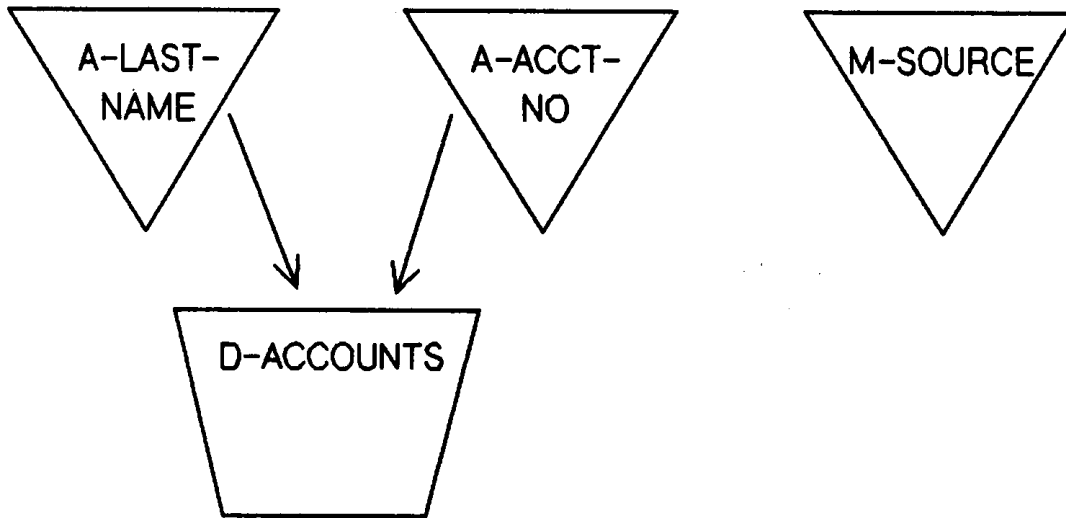 A-LAST-
NAME
A-ACCT-
NO
M-SOURCE
D-ACCOUNTS